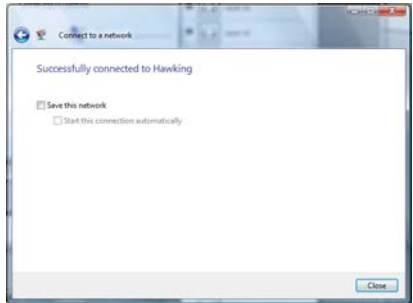 Connect to a network
Successfully connected to Hawking
Save this network
Start this connection automatically
Close